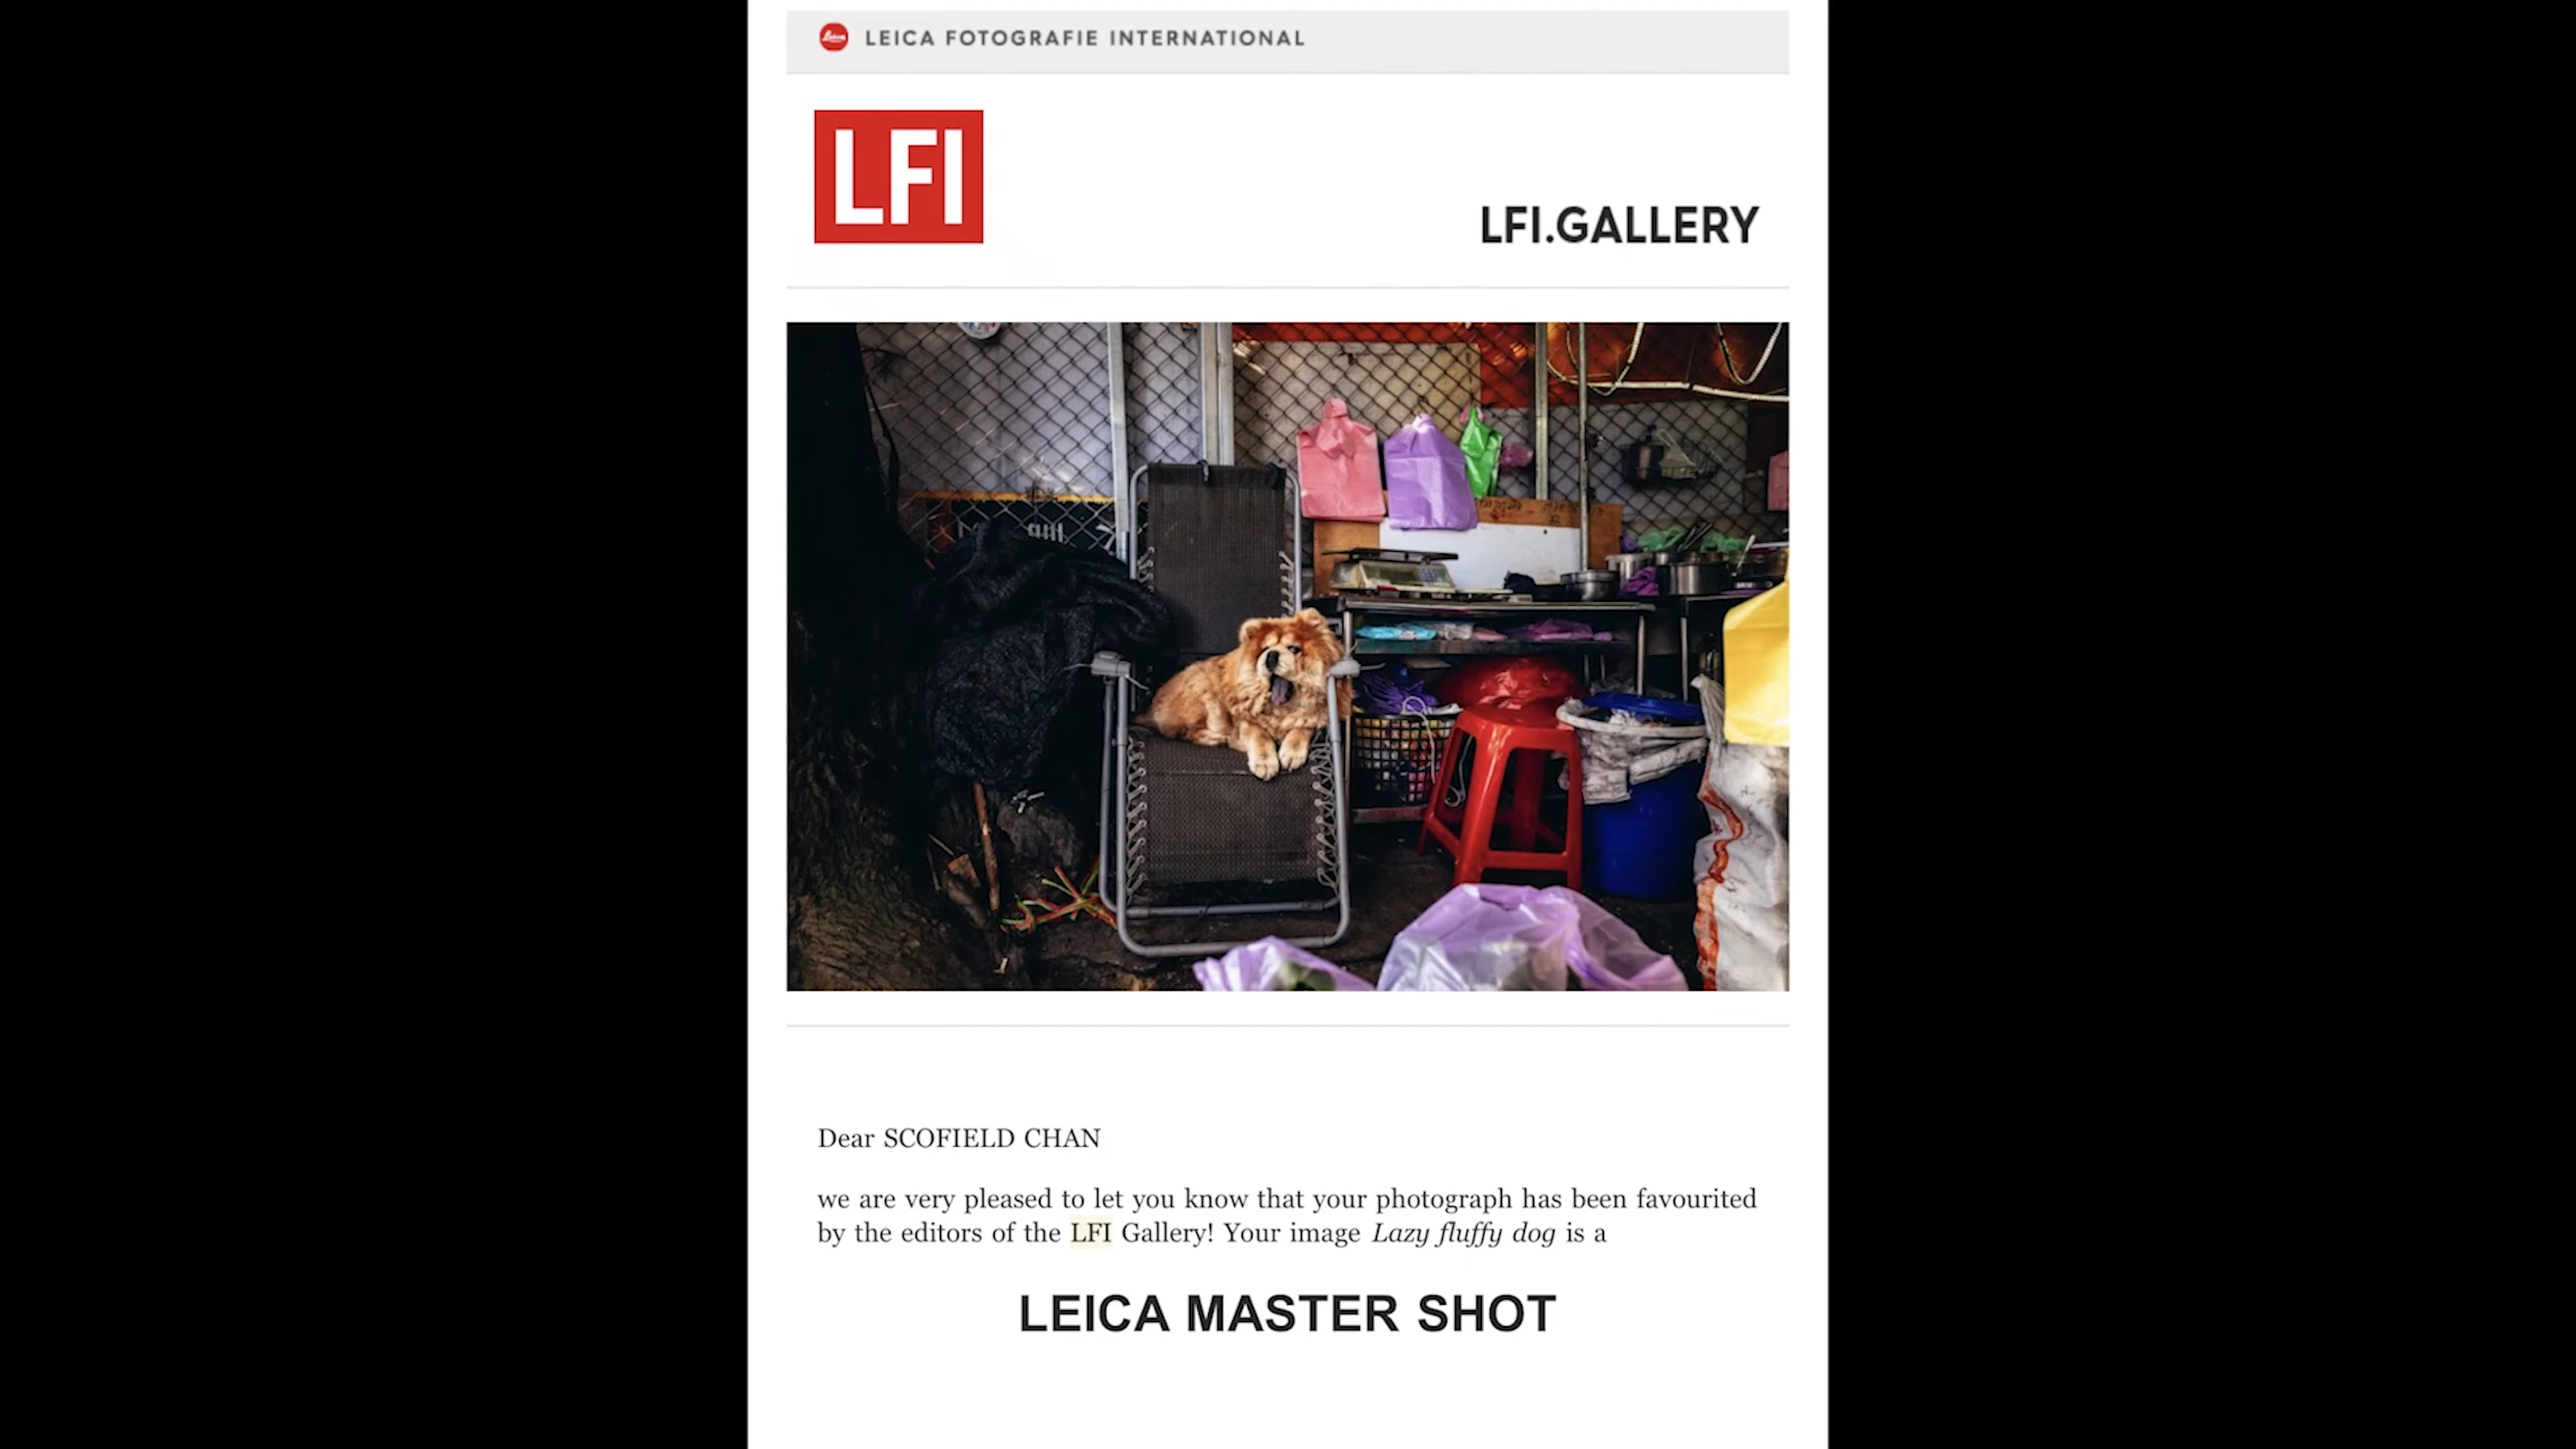 Leica
LEICA FOTOGRAFIE INTERNATIONAL
LFI
LFI.GALLERY
Dear SCOFIELD CHAN
we are very pleased to let you know that your photograph has been favourited
by the editors of the LFI Gallery! Your image Lazy fluffy dog is a
LEICA MASTER SHOT